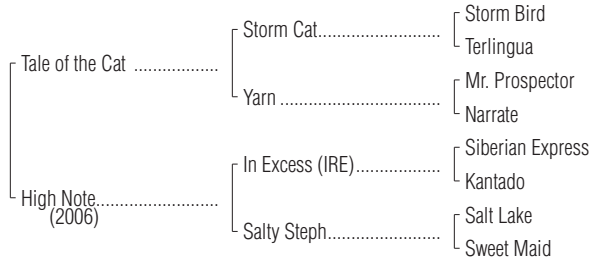 Storm Bird
Storm Cat..........................
Terlingua
Tale of the Cat ..................
Mr. Prospector
Yarn ..................................
Narrate
Siberian Express
In Excess (IRE)..................
Kantado
High Note..........................
(2006)
Salt Lake
Salty Steph........................
Sweet Maid